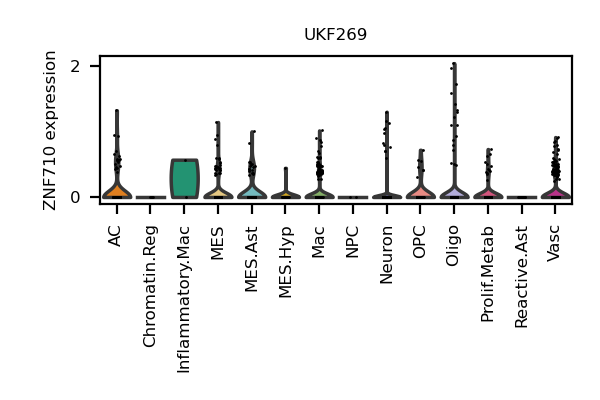 UKF269
ZNF710 expression
2
0
AC
Chromatin.Reg
Inflammatory.Mac
MES
MES.Ast
MES.Hyp
Mac
NPC
Neuron
OPC
Oligo
Prolif.Metab
Reactive.Ast
Vasc